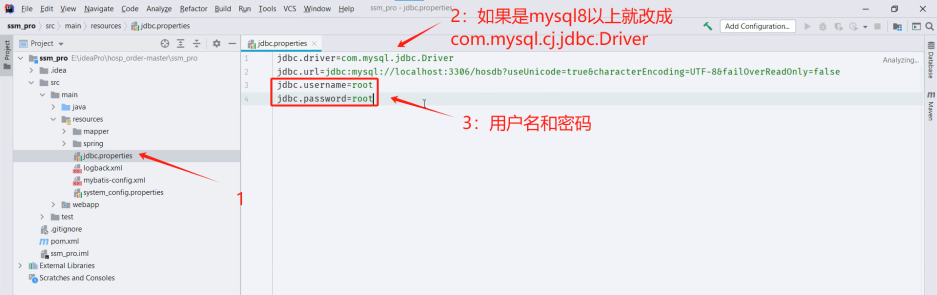 File Edit View Navigate Code Analyze Refactor Build Run Tools VCS Window Help ssm_pro - jdbc.properties
ssm_pro src main resources jdbc.properties
Add Configuration...
Project
jdbc.properties
2：如果是mysql8以上就改成
com.mysql.cj.jdbc.Driver
Project
ssm_pro E:\ideaPro\hosp_order-master\ssm_pro
.idea
src
main
java
resources
mapper
spring
jdbc.properties
logback.xml
mybatis-config.xml
system_config.properties
webapp
test
.gitignore
pom.xml
ssm_pro.iml
External Libraries
Scratches and Consoles
1
1 jdbc.driver=com.mysql.jdbc.Driver
2 jdbc.url=jdbc:mysql://localhost:3306/hosdb?useUnicode=true&characterEncoding=UTF-8&failOverReadOnly=false
3 jdbc.username=root
4 jdbc.password=root
3：用户名和密码
Analyzing...
Database
Maven